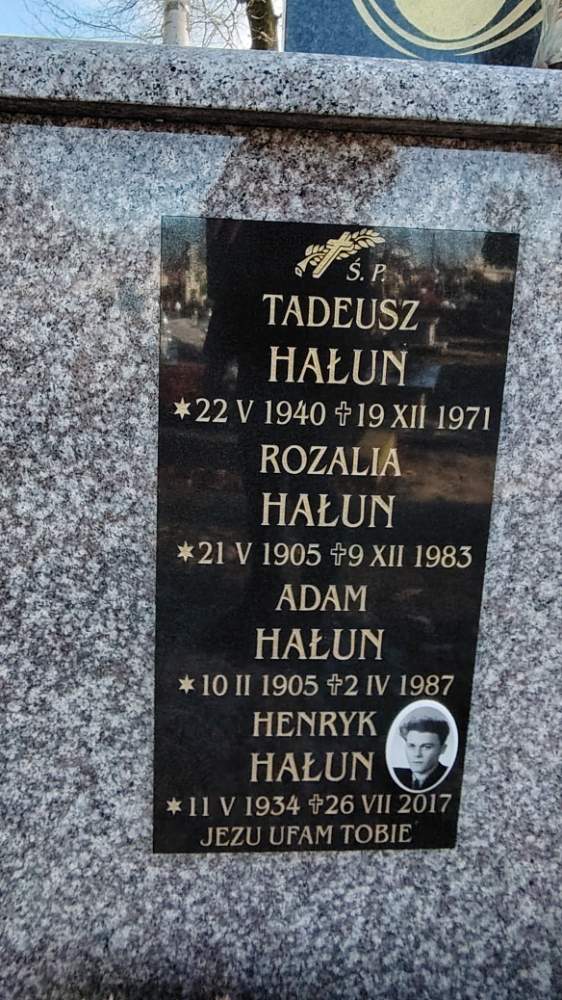 Ś. P.
TADEUSZ
HAŁUN
✶22 V 1940 ✝19 XII 1971
ROZALIA
HAŁUN
✶21 V 1905 ✝9 XII 1983
ADAM
HAŁUN
✶10 II 1905 ✝2 IV 1987
HENRYK
HAŁUN
✶11 V 1934 ✝26 VII 2017
JEZU UFAM TOBIE